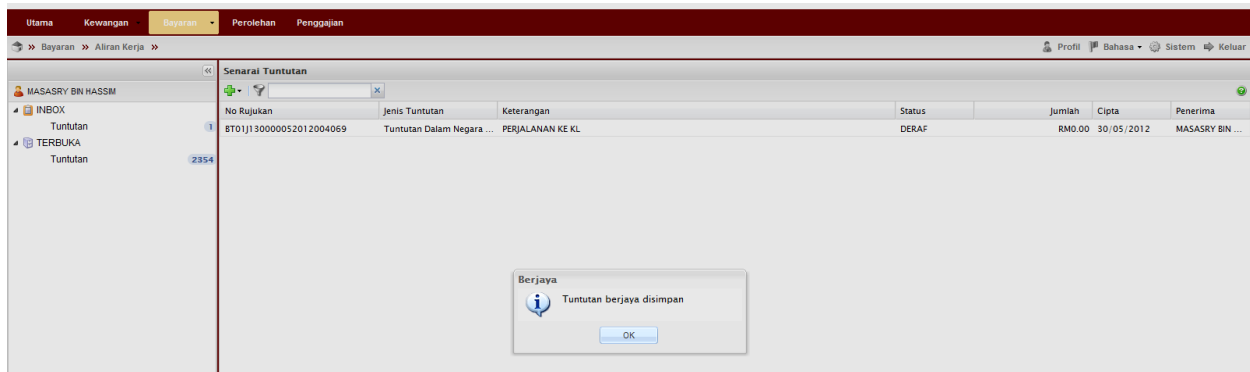 Utama Kewangan Bayaran Perolehan Penggajian
Bayaran » Aliran Kerja » Profil Bahasa Sistem Keluar
Senarai Tuntutan
MASASRY BIN HASSIM
INBOX
Tuntutan 1
TERBUKA
Tuntutan 2354
No Rujukan Jenis Tuntutan Keterangan Status Jumlah Cipta Penerima
BT01J130000052012004069 Tuntutan Dalam Negara ... PERJALANAN KE KL DERAF RM0.00 30/05/2012 MASASRY BIN ...
Berjaya
Tuntutan berjaya disimpan
OK